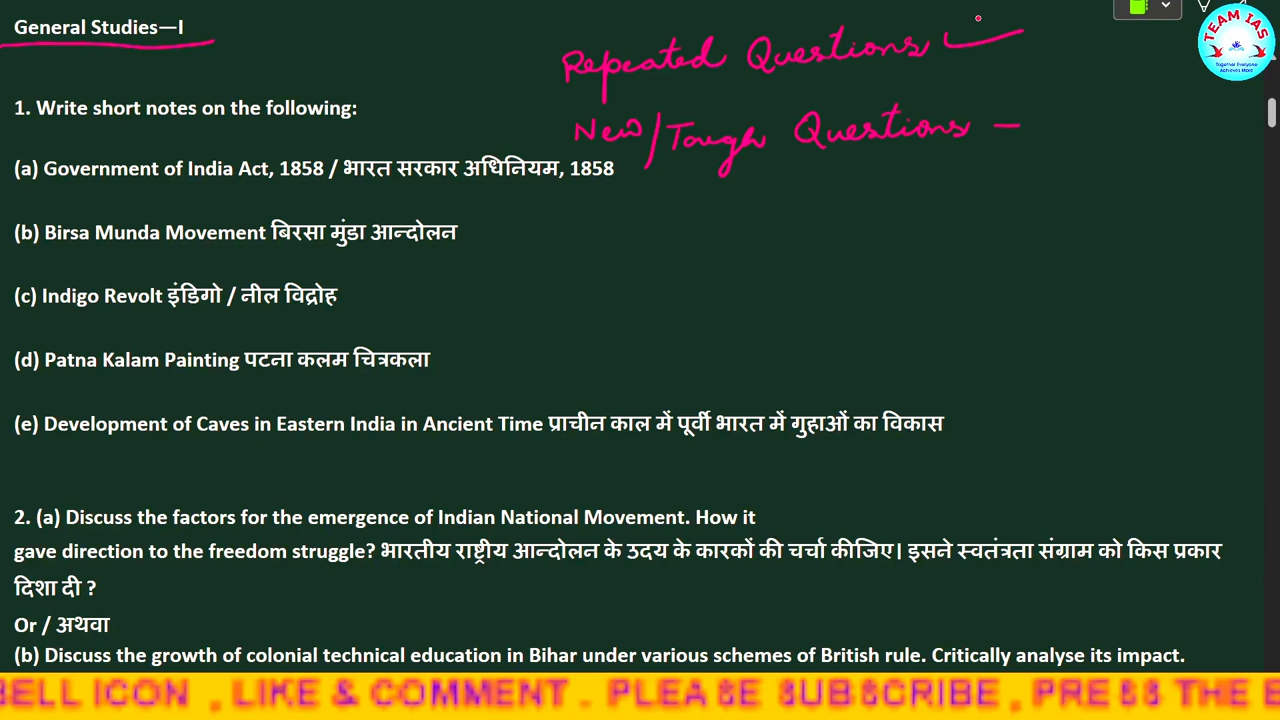 General Studies—I
Repeated Questions
New/Tough Questions —
TEAM IAS
Together Everyone
Achieves More
1. Write short notes on the following:
(a) Government of India Act, 1858 / भारत सरकार अधिनियम, 1858
(b) Birsa Munda Movement बिरसा मुंडा आन्दोलन
(c) Indigo Revolt इंडिगो / नील विद्रोह
(d) Patna Kalam Painting पटना कलम चित्रकला
(e) Development of Caves in Eastern India in Ancient Time प्राचीन काल में पूर्वी भारत में गुहाओं का विकास
2. (a) Discuss the factors for the emergence of Indian National Movement. How it
gave direction to the freedom struggle? भारतीय राष्ट्रीय आन्दोलन के उदय के कारकों की चर्चा कीजिए। इसने स्वतंत्रता संग्राम को किस प्रकार
दिशा दी ?
Or / अथवा
(b) Discuss the growth of colonial technical education in Bihar under various schemes of British rule. Critically analyse its impact.
BELL ICON , LIKE & COMMENT . PLEASE SUBSCRIBE , PRESS THE